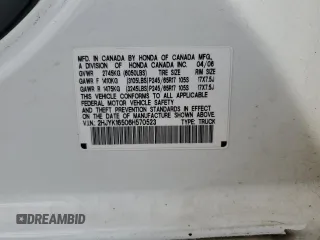 MFD. IN CANADA BY HONDA OF CANADA MFG.,
A DIVISION OF HONDA CANADA INC. 04/06
GVWR 2745KG (6050LBS) TIRE SIZE RIM SIZE
GAWR F 1410KG (3105LBS) P245/65R17 105S 17X7.5J
GAWR R 1475KG (3245LBS) P245/65R17 105S 17X7.5J
THIS VEHICLE CONFORMS TO ALL APPLICABLE
FEDERAL MOTOR VEHICLE SAFETY
AND THEFT PREVENTION STANDARDS IN EFFECT
ON THE DATE OF MANUFACTURE SHOWN ABOVE.
V.I.N.: 2HJYK16506H570523 TYPE: TRUCK
DREAMBID